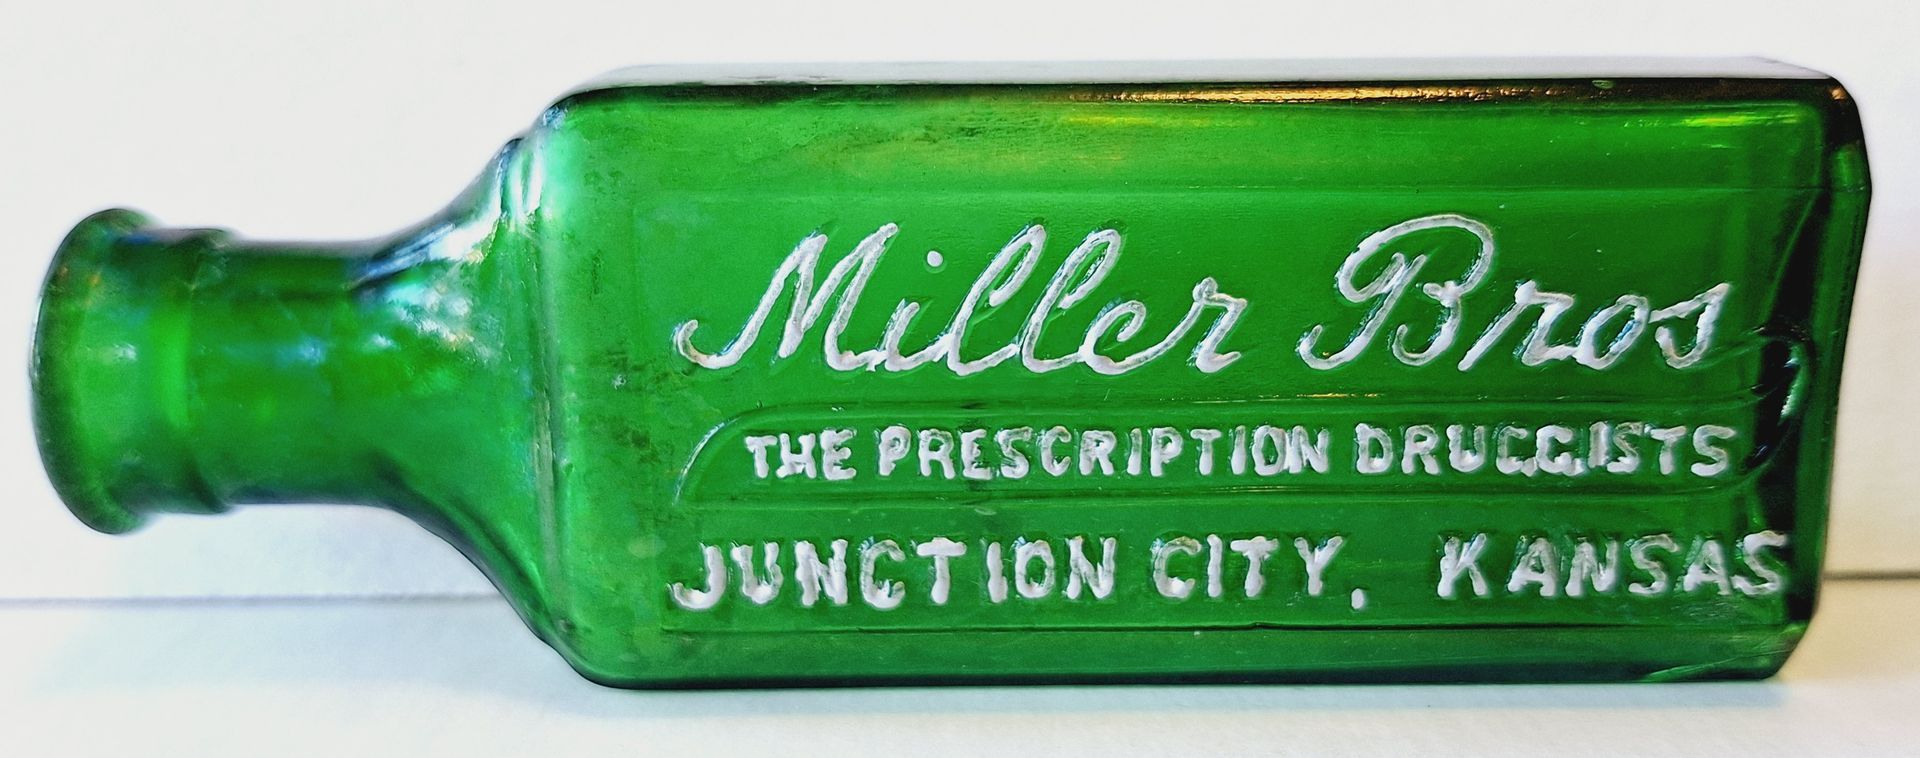 Miller Bros
THE PRESCRIPTION DRUGGISTS
JUNCTION CITY, KANSAS